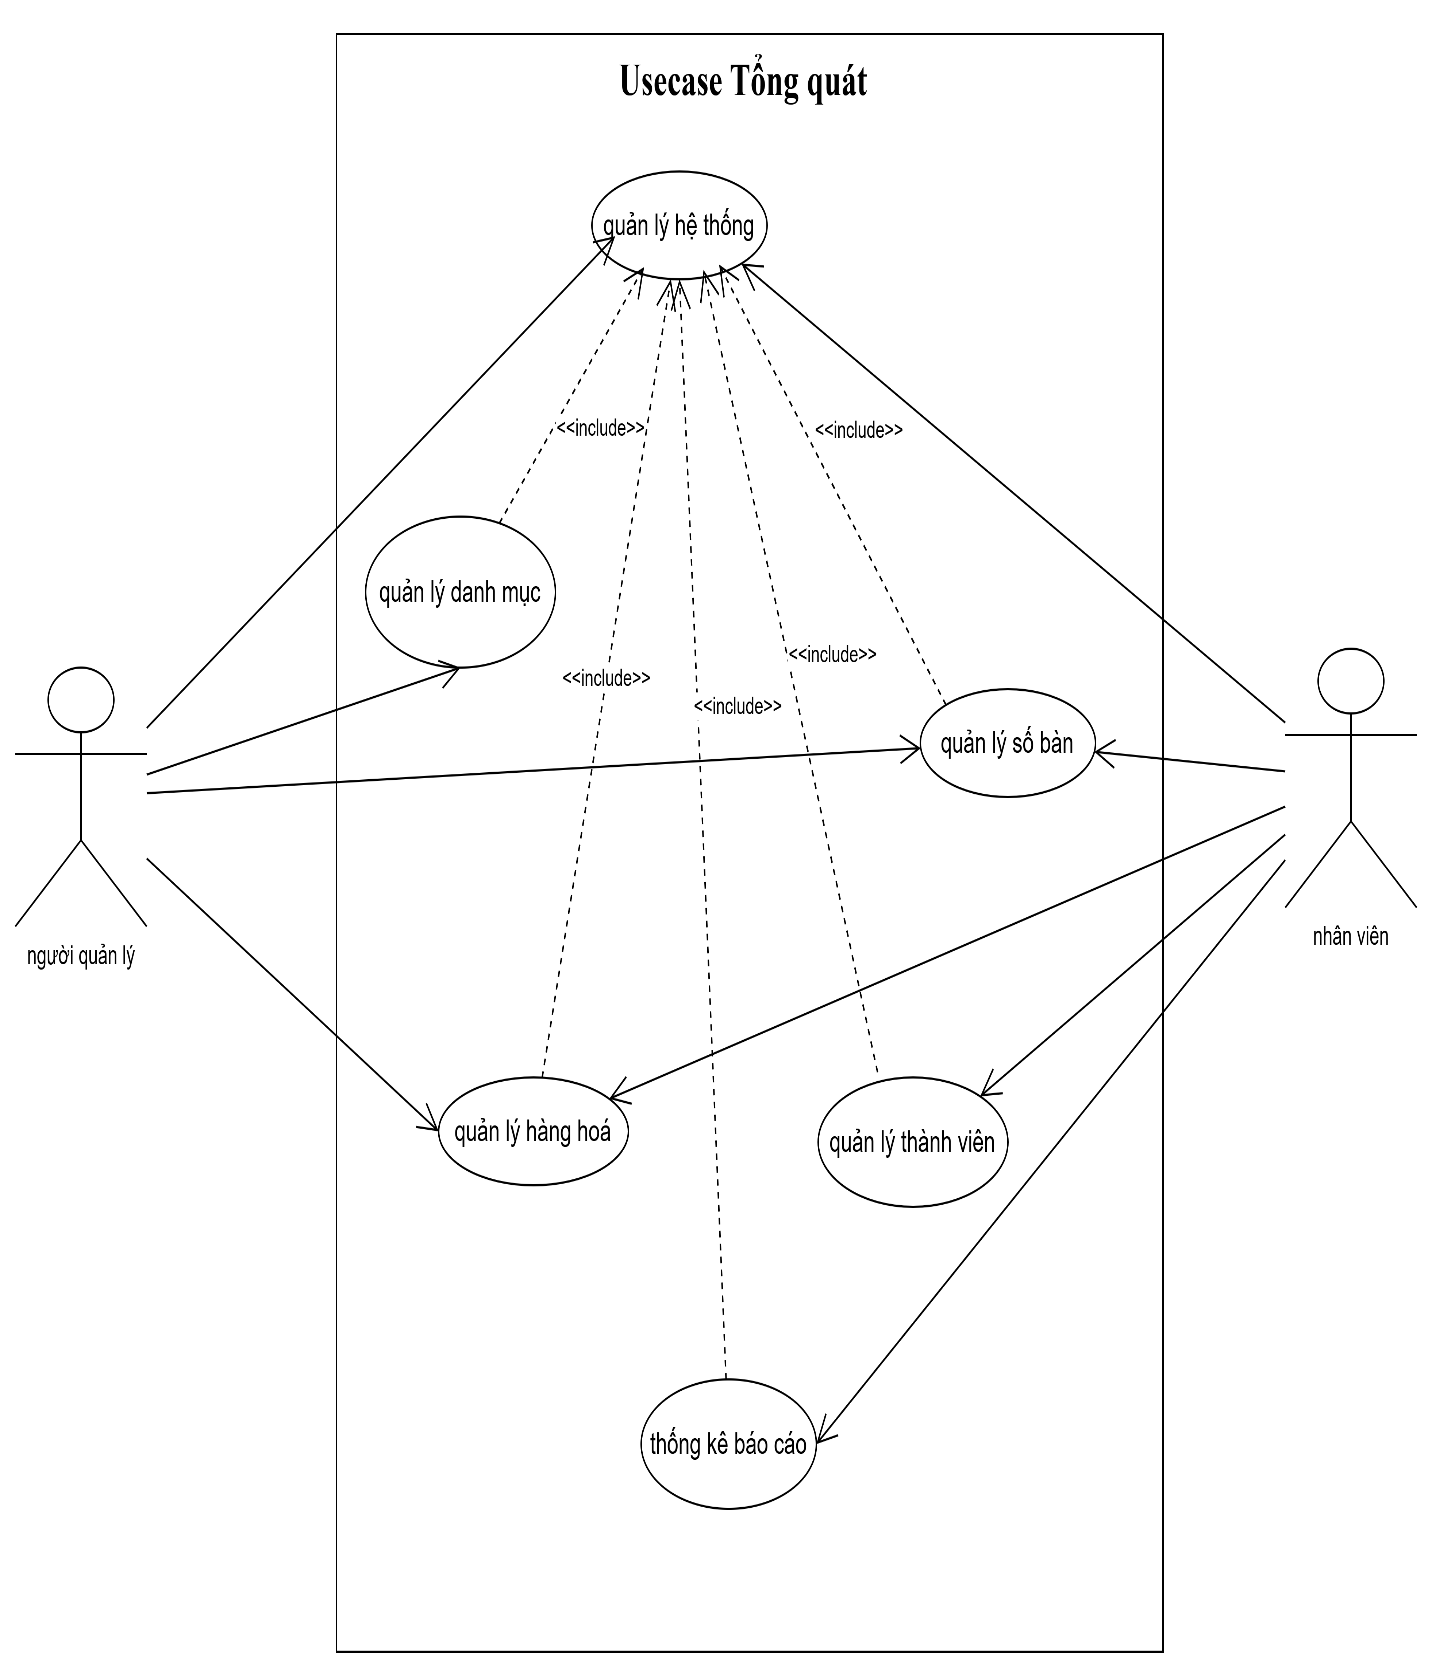 Usecase Tổng quát
quản lý hệ thống
<<include>>
<<include>>
quản lý danh mục
<<include>>
<<include>>
<<include>>
quản lý số bàn
người quản lý
nhân viên
quản lý hàng hoá
quản lý thành viên
thống kê báo cáo